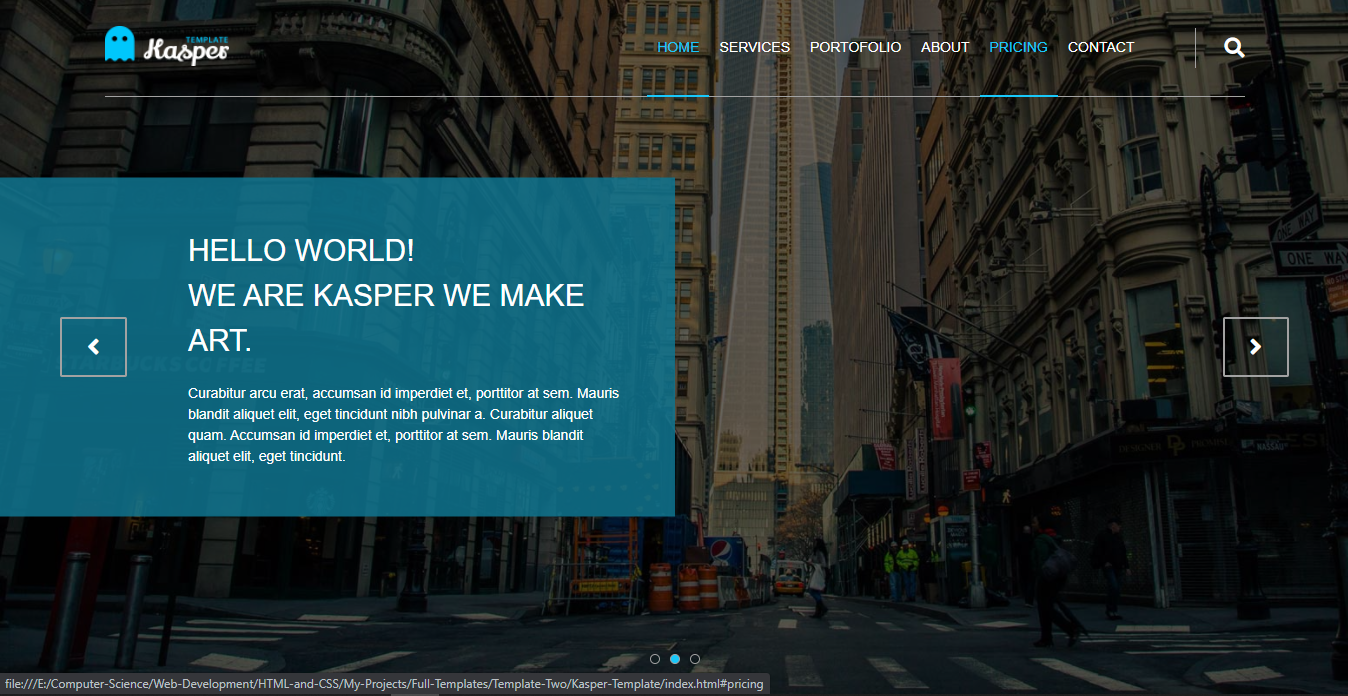 TEMPLATE
Kasper
HOME SERVICES PORTOFOLIO ABOUT PRICING CONTACT
ONE WAY
ONE WAY
HELLO WORLD!
WE ARE KASPER WE MAKE
ART.
Curabitur arcu erat, accumsan id imperdiet et, porttitor at sem. Mauris
blandit aliquet elit, eget tincidunt nibh pulvinar a. Curabitur aliquet
quam. Accumsan id imperdiet et, porttitor at sem. Mauris blandit
aliquet elit, eget tincidunt.
file:///E:/Computer-Science/Web-Development/HTML-and-CSS/My-Projects/Full-Templates/Template-Two/Kasper-Template/index.html#pricing